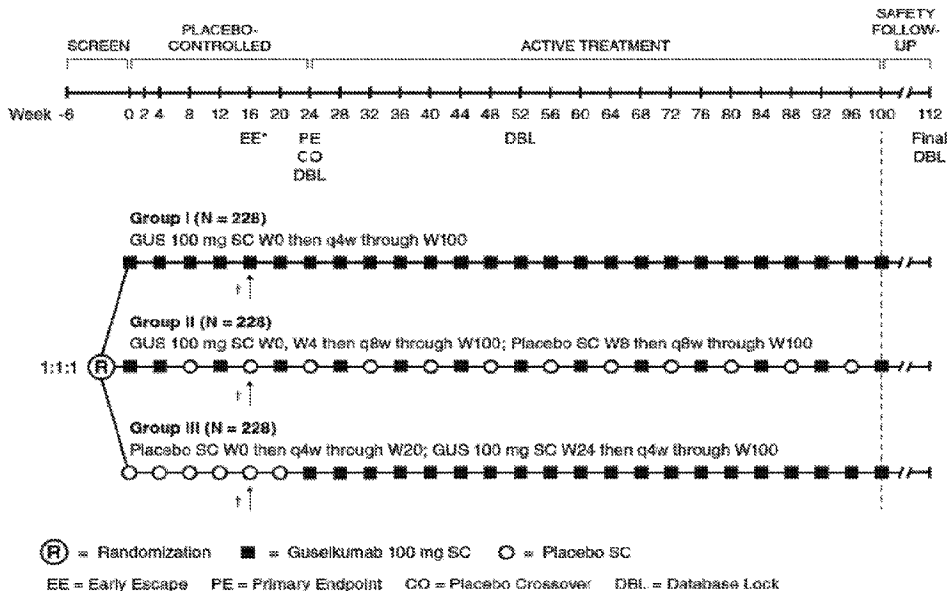 SCREEN
PLACEBO-
CONTROLLED
ACTIVE TREATMENT
SAFETY
FOLLOW-
UP
Week -6 0 2 4 8 12 16 20 24 28 32 36 40 44 48 52 56 60 64 68 72 76 80 84 88 92 96 100 112
EE* PE DBL Final
CO DBL
DBL
Group I (N = 228)
GUS 100 mg SC W0 then q4w through W100
†
Group II (N = 228)
GUS 100 mg SC W0, W4 then q8w through W100; Placebo SC W8 then q8w through W100
1:1:1 R
†
Group III (N = 228)
Placebo SC W0 then q4w through W20; GUS 100 mg SC W24 then q4w through W100
†
R = Randomization = Guselkumab 100 mg SC = Placebo SC
EE = Early Escape PE = Primary Endpoint CO = Placebo Crossover DBL = Database Lock